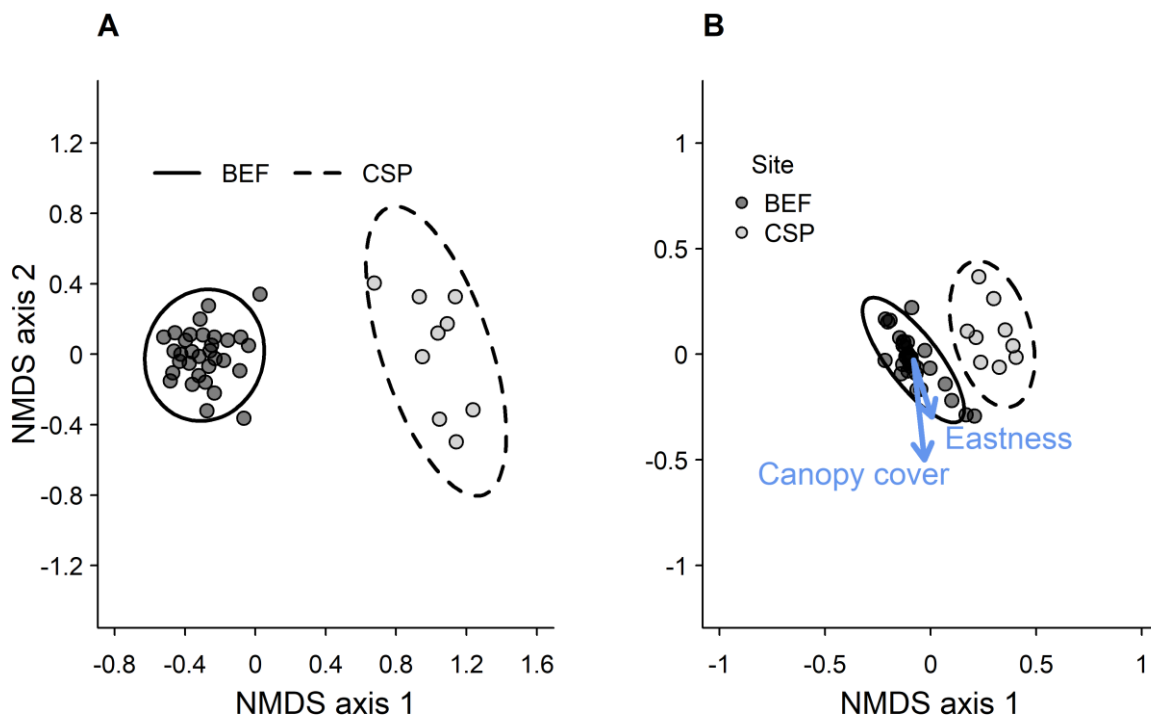 A
NMDS axis 2
1.2
0.8
0.4
0
-0.4
-0.8
-1.2
BEF CSP
-0.8 -0.4 0 0.4 0.8 1.2 1.6
NMDS axis 1
B
1
0.5
0
-0.5
-1
Site
BEF
CSP
Eastness
Canopy cover
-1 -0.5 0 0.5 1
NMDS axis 1